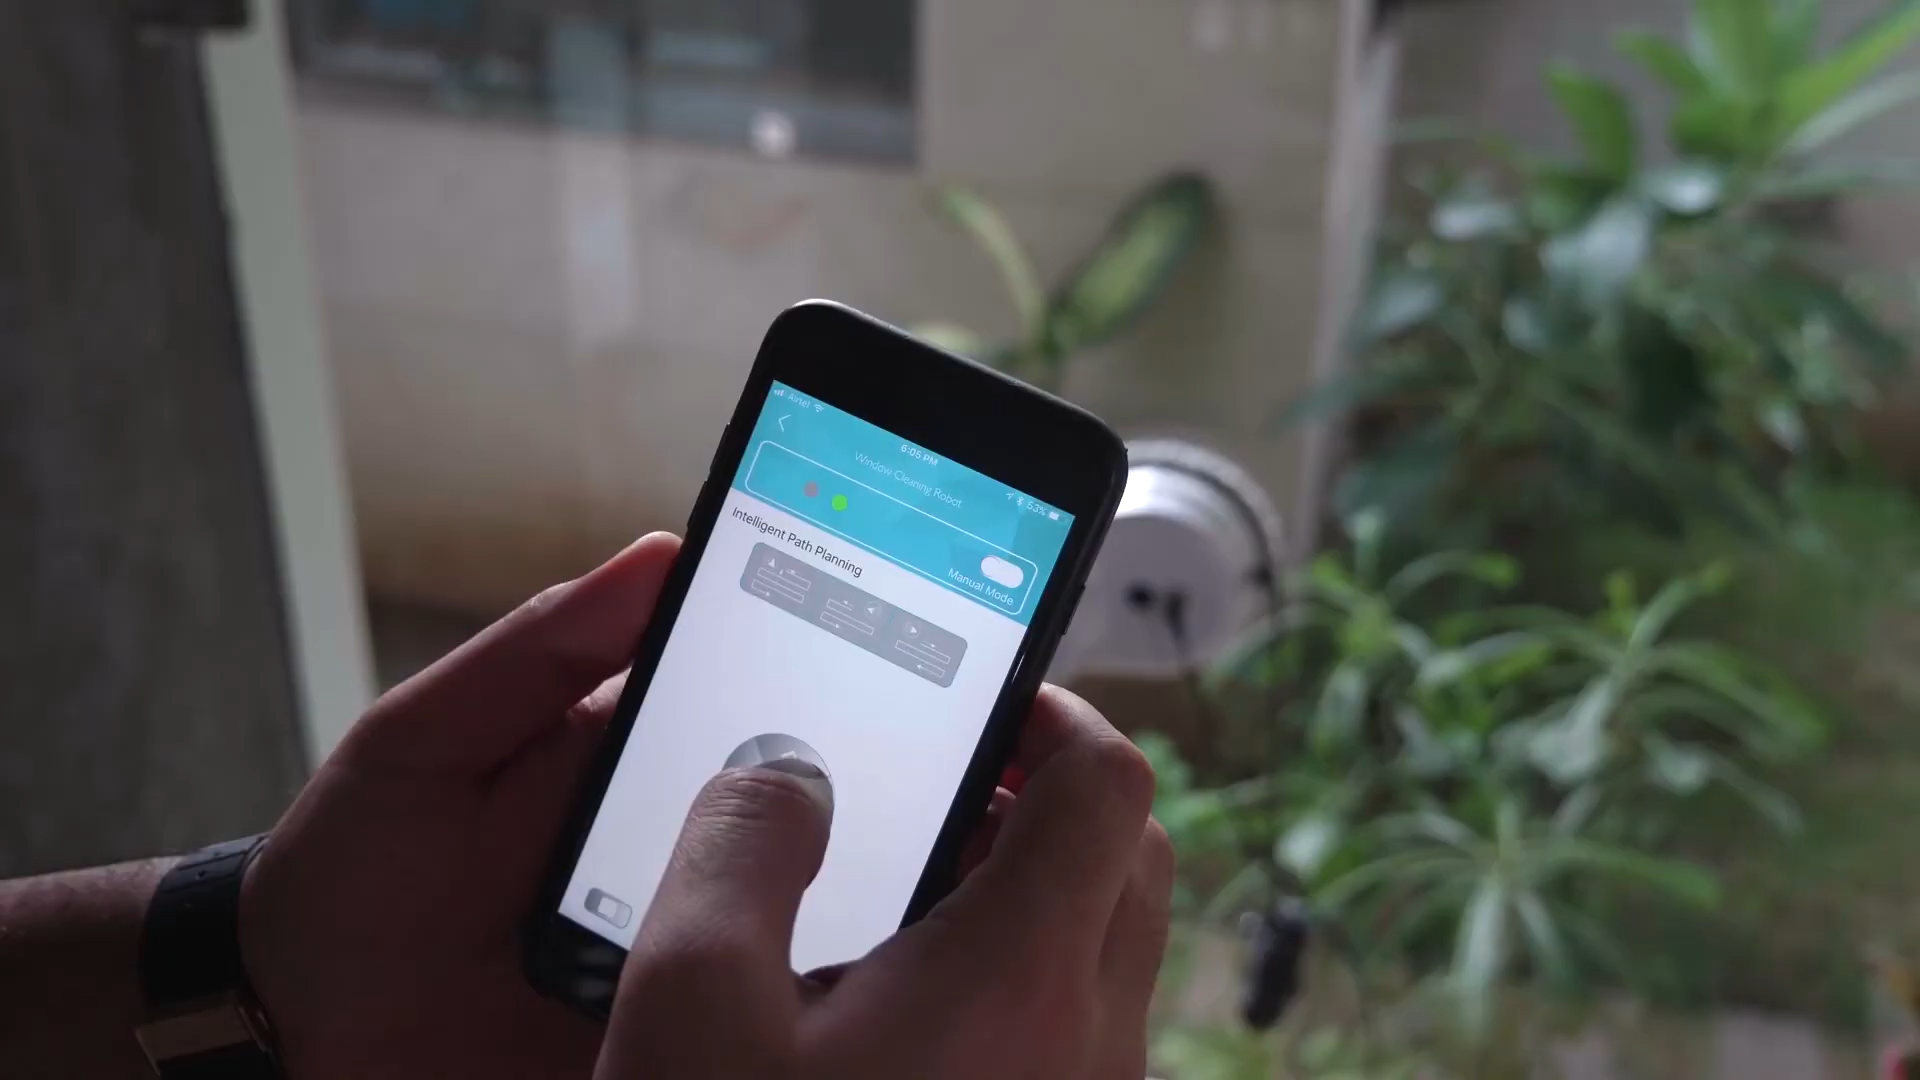 Airtel
6:05 PM
53%
Window Cleaning Robot
Manual Mode
Intelligent Path Planning